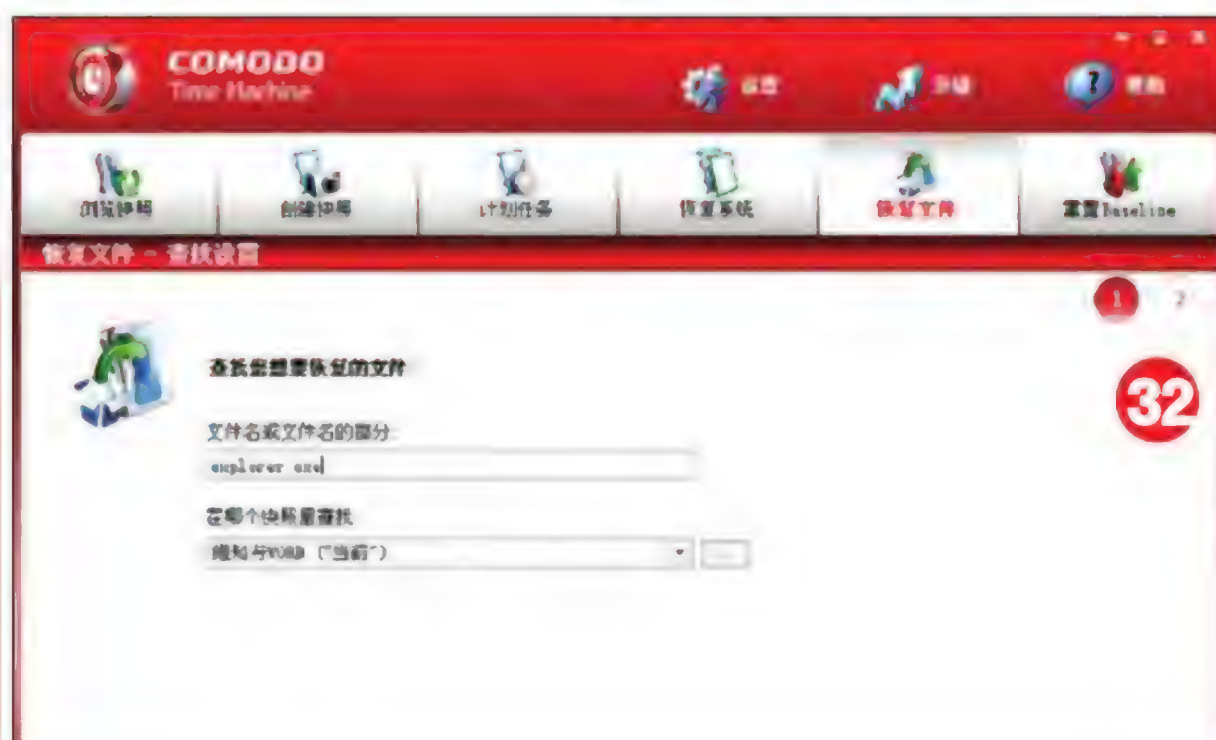 COMODO
Time Machine
设置 升级 帮助
浏览快照 创建快照 计划任务 恢复系统 恢复文件 重置Baseline
恢复文件 - 查找设置
1 2
32
查找您想要恢复的文件
文件名或文件名的部分
explorer exe
在哪个快照里查找
("当前")